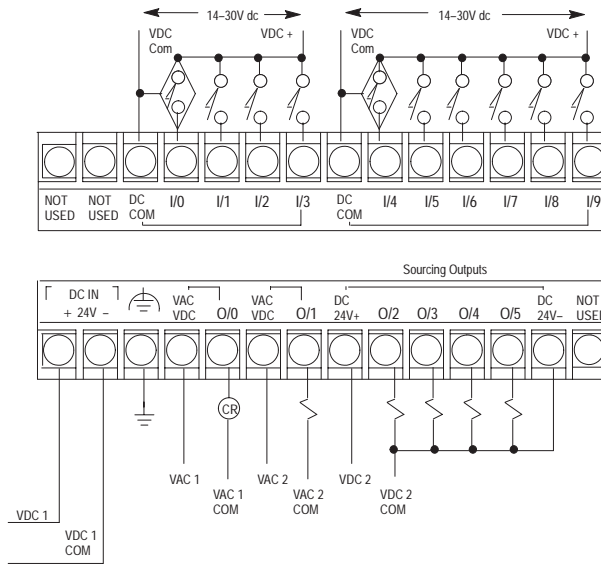 14–30V dc
14–30V dc
VDC
Com
VDC +
VDC
Com
VDC +
NOT
USED
NOT
USED
DC
COM
I/0
I/1
I/2
I/3
DC
COM
I/4
I/5
I/6
I/7
I/8
I/9
Sourcing Outputs
DC IN
+ 24V –
VAC
VDC
O/0
VAC
VDC
O/1
DC
24V+
O/2
O/3
O/4
O/5
DC
24V–
NOT
USED
CR
VAC 1
VAC 1
COM
VAC 2
VAC 2
COM
VDC 2
VDC 2
COM
VDC 1
VDC 1
COM